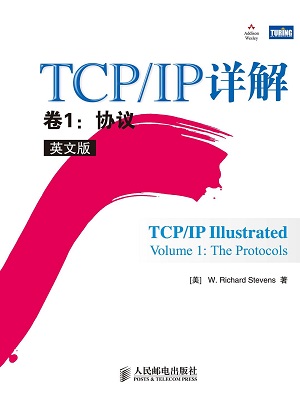 Addison
Wesley
TURING
TCP/IP详解
卷1：协议
英文版
TCP/IP Illustrated
Volume 1: The Protocols
[美] W. Richard Stevens 著
人民邮电出版社
POSTS & TELECOM PRESS